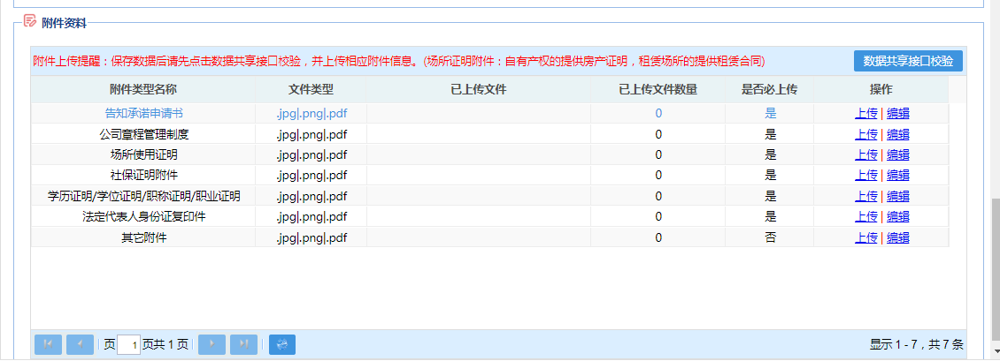 附件资料
附件上传提醒：保存数据后请先点击数据共享接口校验，并上传相应附件信息。(场所证明附件：自有产权的提供房产证明，租赁场所的提供租赁合同) 数据共享接口校验
附件类型名称 文件类型 已上传文件 已上传文件数量 是否必上传 操作
告知承诺申请书 .jpg|.png|.pdf 0 是 上传 | 编辑
公司章程管理制度 .jpg|.png|.pdf 0 是 上传 | 编辑
场所使用证明 .jpg|.png|.pdf 0 是 上传 | 编辑
社保证明附件 .jpg|.png|.pdf 0 是 上传 | 编辑
学历证明/学位证明/职称证明/职业证明 .jpg|.png|.pdf 0 是 上传 | 编辑
法定代表人身份证复印件 .jpg|.png|.pdf 0 是 上传 | 编辑
其它附件 .jpg|.png|.pdf 0 否 上传 | 编辑
页 1 页共 1 页 显示 1 - 7，共 7 条